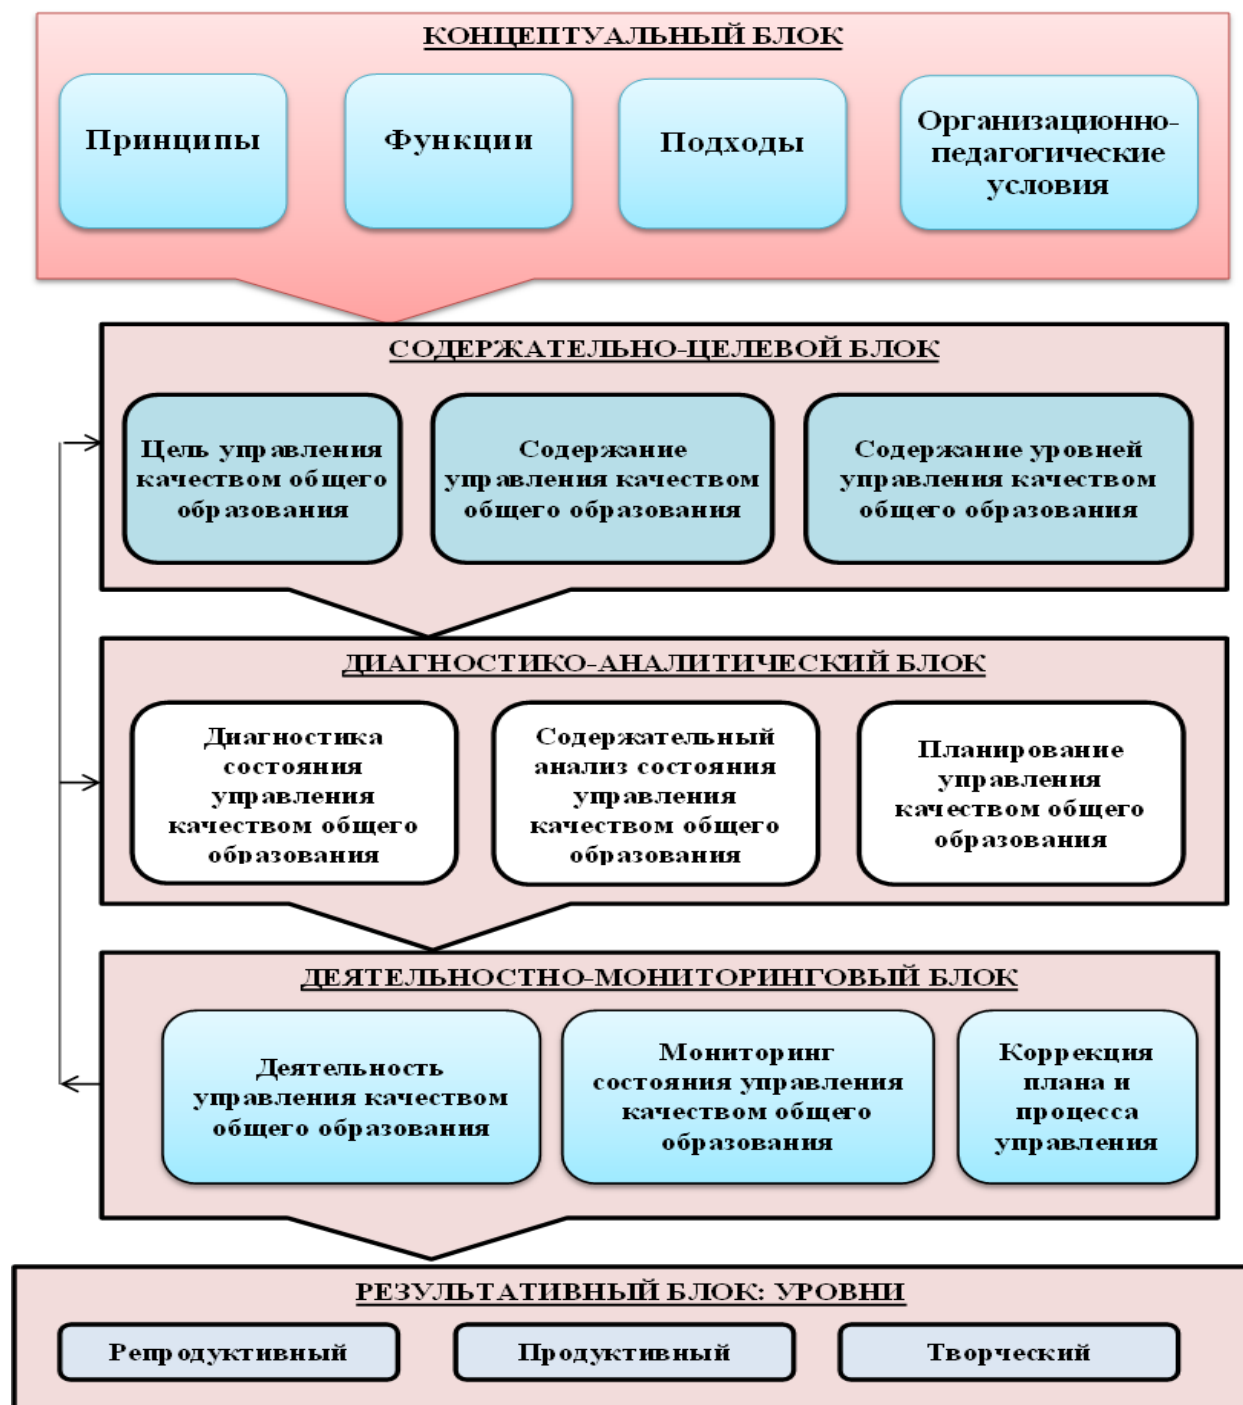 КОНЦЕПТУАЛЬНЫЙ БЛОК
Принципы
Функции
Подходы
Организационно-
педагогические
условия
СОДЕРЖАТЕЛЬНО-ЦЕЛЕВОЙ БЛОК
Цель управления
качеством общего
образования
Содержание
управления качеством
общего образования
Содержание уровней
управления качеством
общего образования
ДИАГНОСТИКО-АНАЛИТИЧЕСКИЙ БЛОК
Диагностика
состояния
управления
качеством общего
образования
Содержательный
анализ состояния
управления
качеством общего
образования
Планирование
управления
качеством общего
образования
ДЕЯТЕЛЬНОСТНО-МОНИТОРИНГОВЫЙ БЛОК
Деятельность
управления качеством
общего образования
Мониторинг
состояния управления
качеством общего
образования
Коррекция
плана и
процесса
управления
РЕЗУЛЬТАТИВНЫЙ БЛОК: УРОВНИ
Репродуктивный
Продуктивный
Творческий